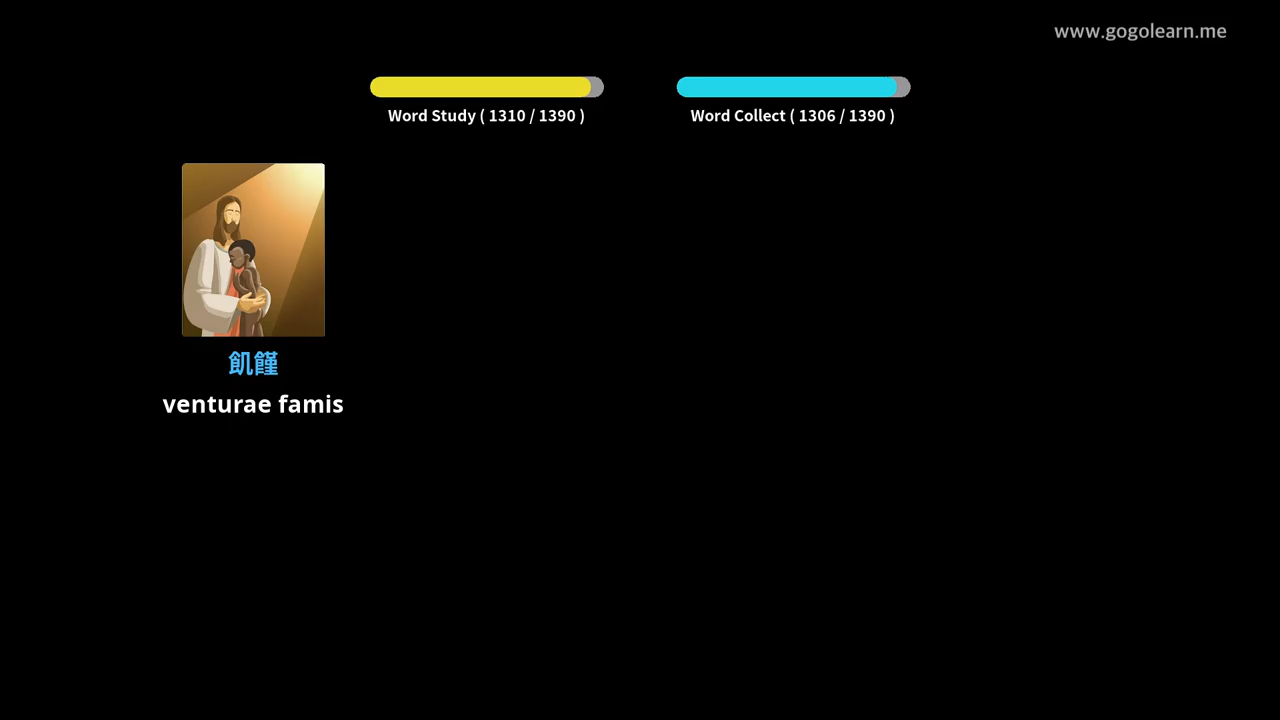 www.gogolearn.me
Word Study ( 1310 / 1390 )
Word Collect ( 1306 / 1390 )
飢饉
venturae famis